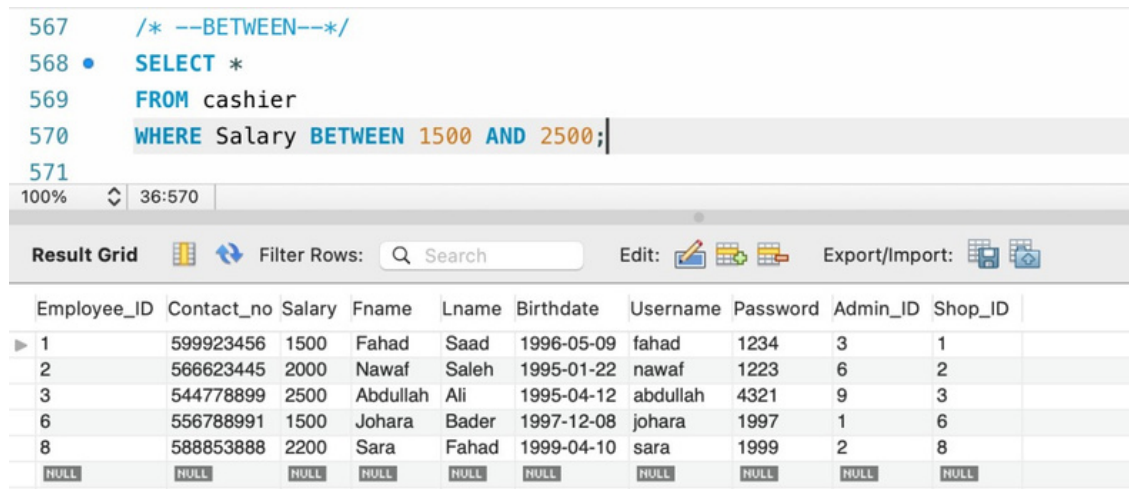 567 /* --BETWEEN--*/
568 SELECT *
569 FROM cashier
570 WHERE Salary BETWEEN 1500 AND 2500;
571
100% 36:570
Result Grid Filter Rows: Search Edit: Export/Import:
Employee_ID Contact_no Salary Fname Lname Birthdate Username Password Admin_ID Shop_ID
1 599923456 1500 Fahad Saad 1996-05-09 fahad 1234 3 1
2 566623445 2000 Nawaf Saleh 1995-01-22 nawaf 1223 6 2
3 544778899 2500 Abdullah Ali 1995-04-12 abdullah 4321 9 3
6 556788991 1500 Johara Bader 1997-12-08 johara 1997 1 6
8 588853888 2200 Sara Fahad 1999-04-10 sara 1999 2 8
NULL NULL NULL NULL NULL NULL NULL NULL NULL NULL